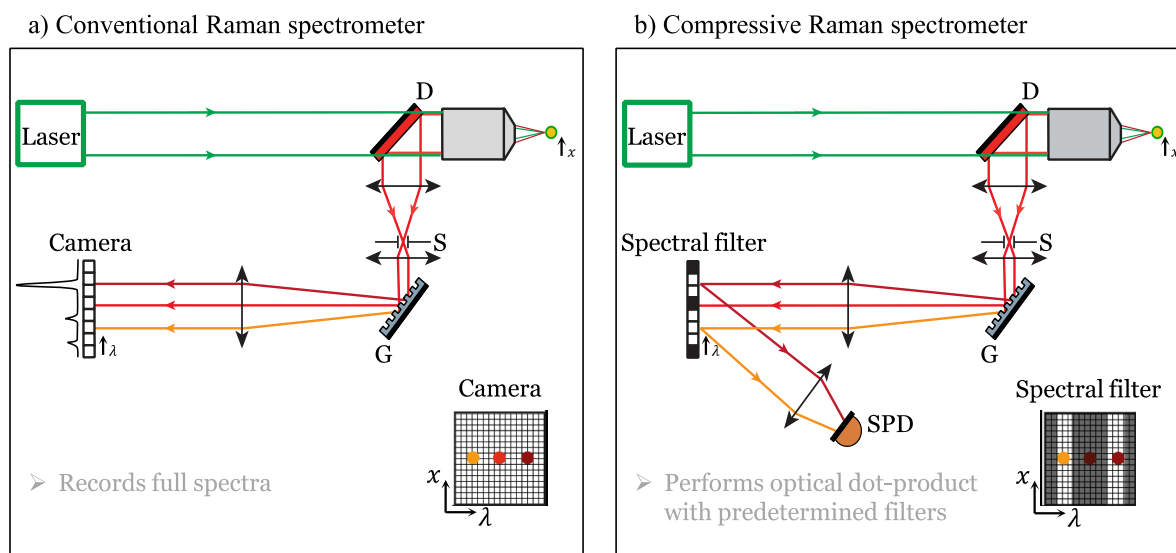 a) Conventional Raman spectrometer
Laser
D
x
S
Camera
λ
G
Camera
x
λ
➢ Records full spectra
b) Compressive Raman spectrometer
Laser
D
x
S
Spectral filter
λ
G
SPD
Spectral filter
x
λ
➢ Performs optical dot-product
with predetermined filters